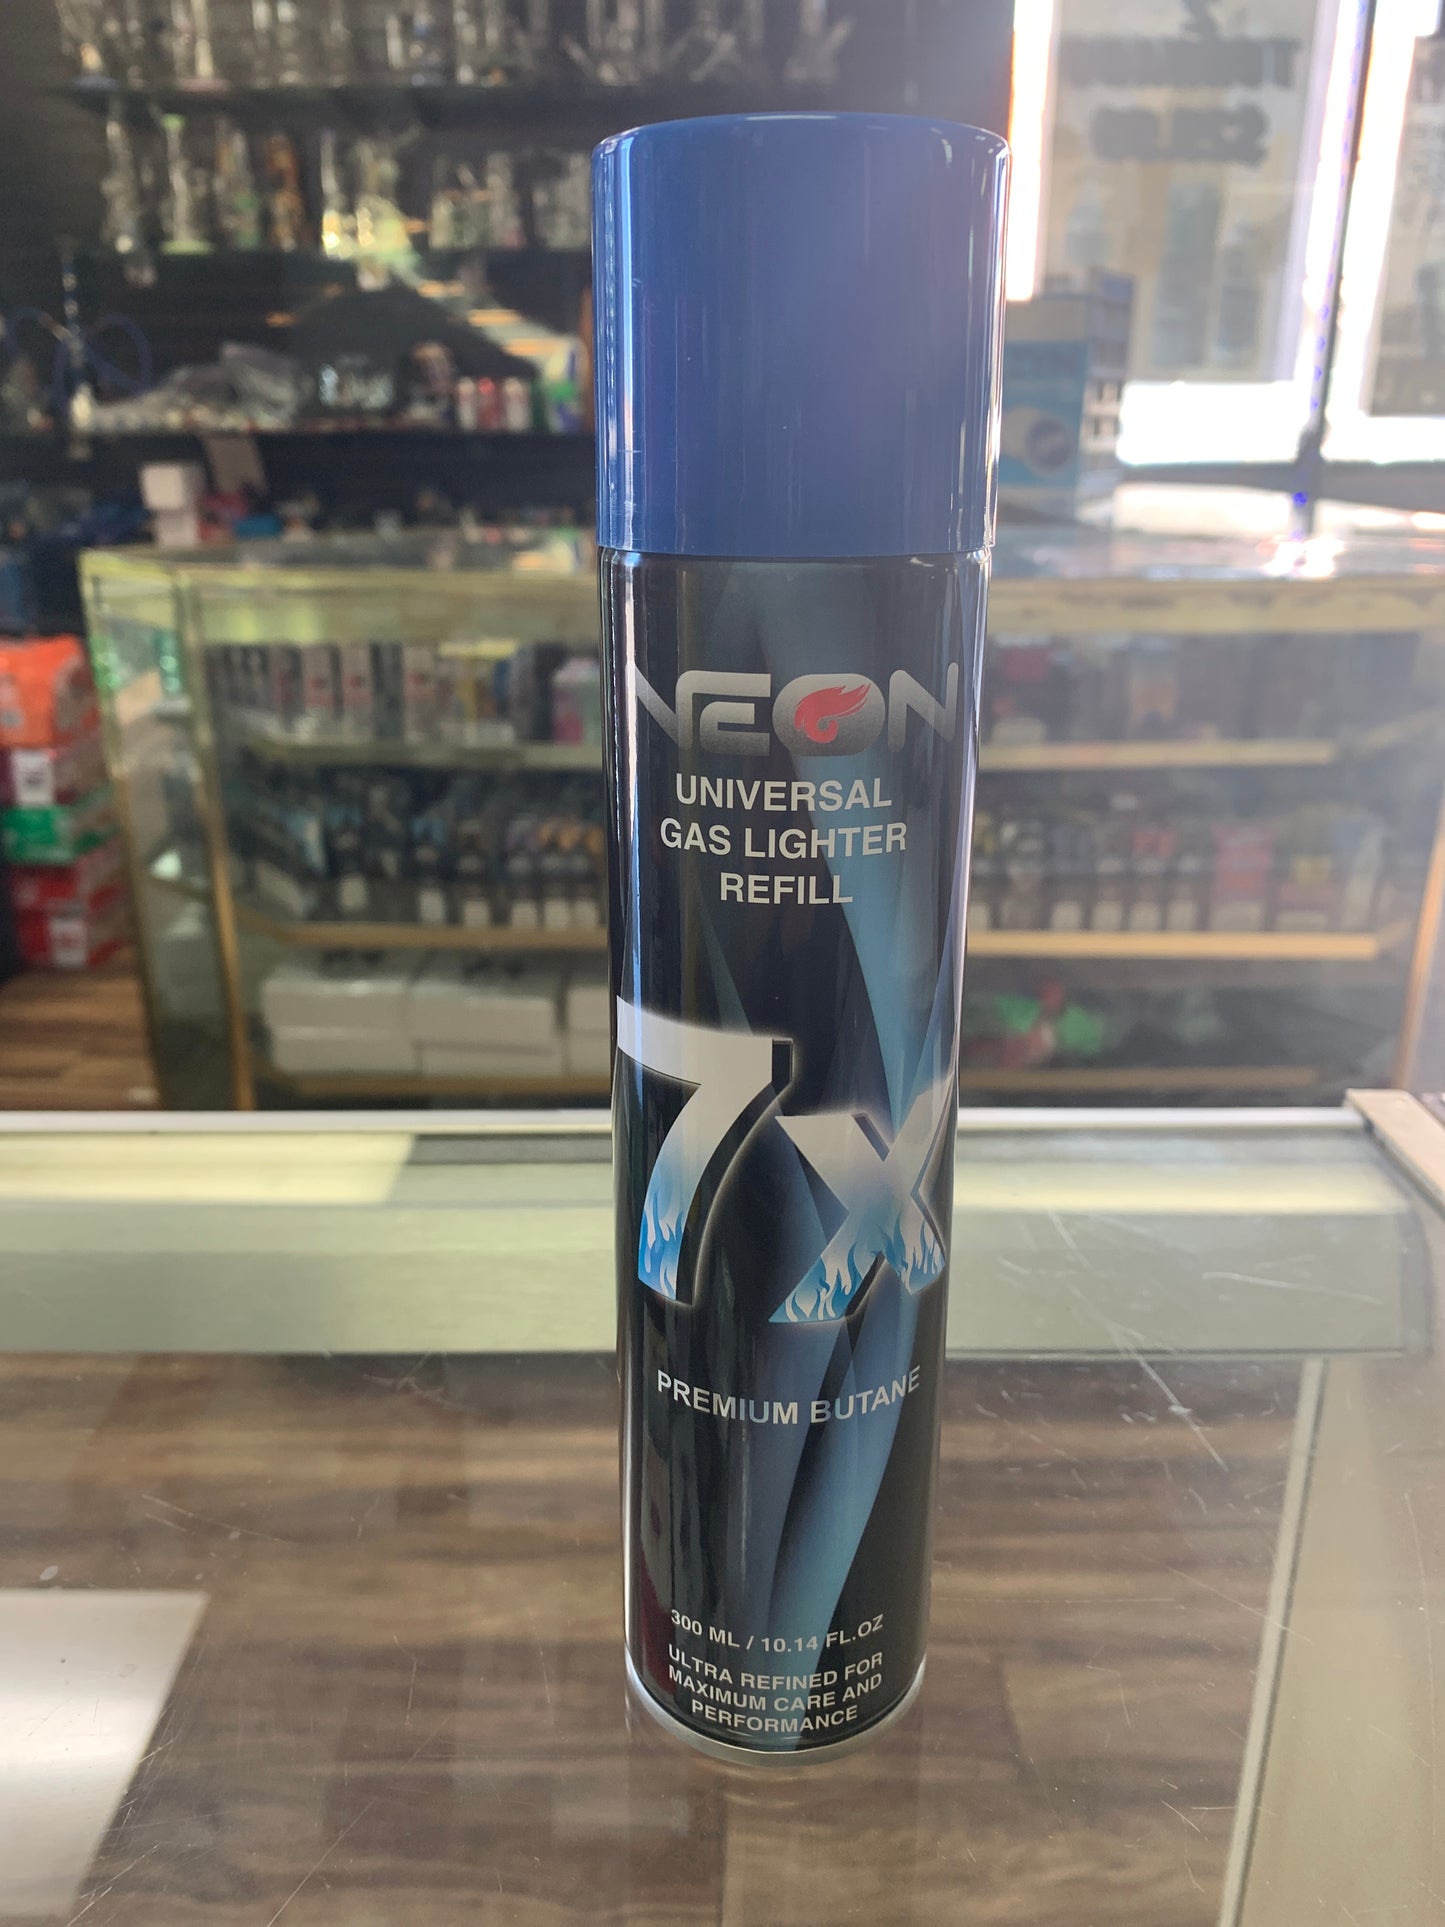 NEON
UNIVERSAL
GAS LIGHTER
REFILL
7X
PREMIUM BUTANE
300 ML / 10.14 FL.OZ
ULTRA REFINED FOR
MAXIMUM CARE AND
PERFORMANCE